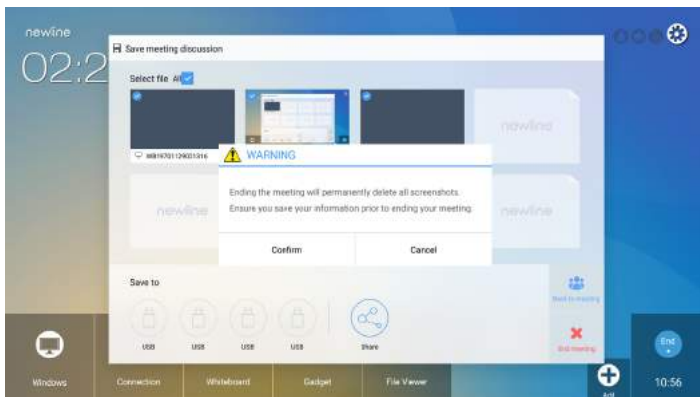 newline
02:2
Save meeting discussion
Select file All
WB19701129001316
newline
WARNING
Ending the meeting will permanently delete all screenshots.
Ensure you save your information prior to ending your meeting.
Confirm
Cancel
newline
newline
Save to
USB
USB
USB
USB
Share
Back to meeting
End meeting
End
Windows
Connection
Whiteboard
Gadget
File Viewer
Add
10:56